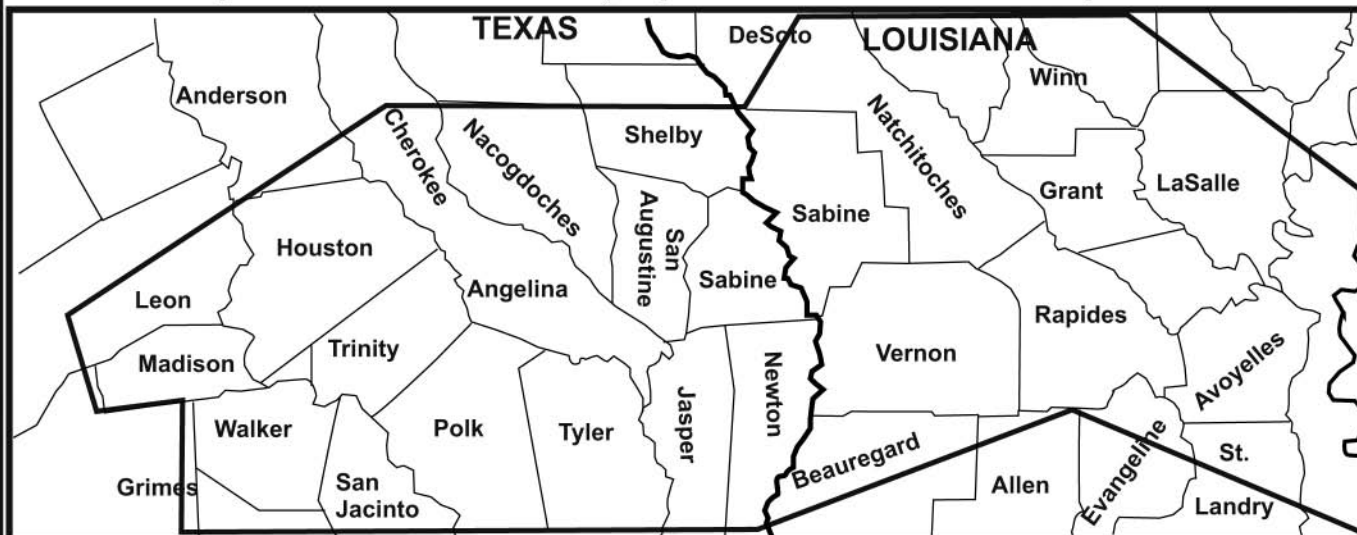 TEXAS
DeSoto
LOUISIANA
Winn
Anderson
Cherokee
Nacogdoches
Shelby
Natchitoches
Grant
LaSalle
San
Augustine
Sabine
Sabine
Houston
Leon
Angelina
Rapides
Madison
Trinity
Newton
Vernon
Avoyelles
Walker
Polk
Tyler
Jasper
Beauregard
Evangeline
St.
Landry
Grimes
San
Jacinto
Allen